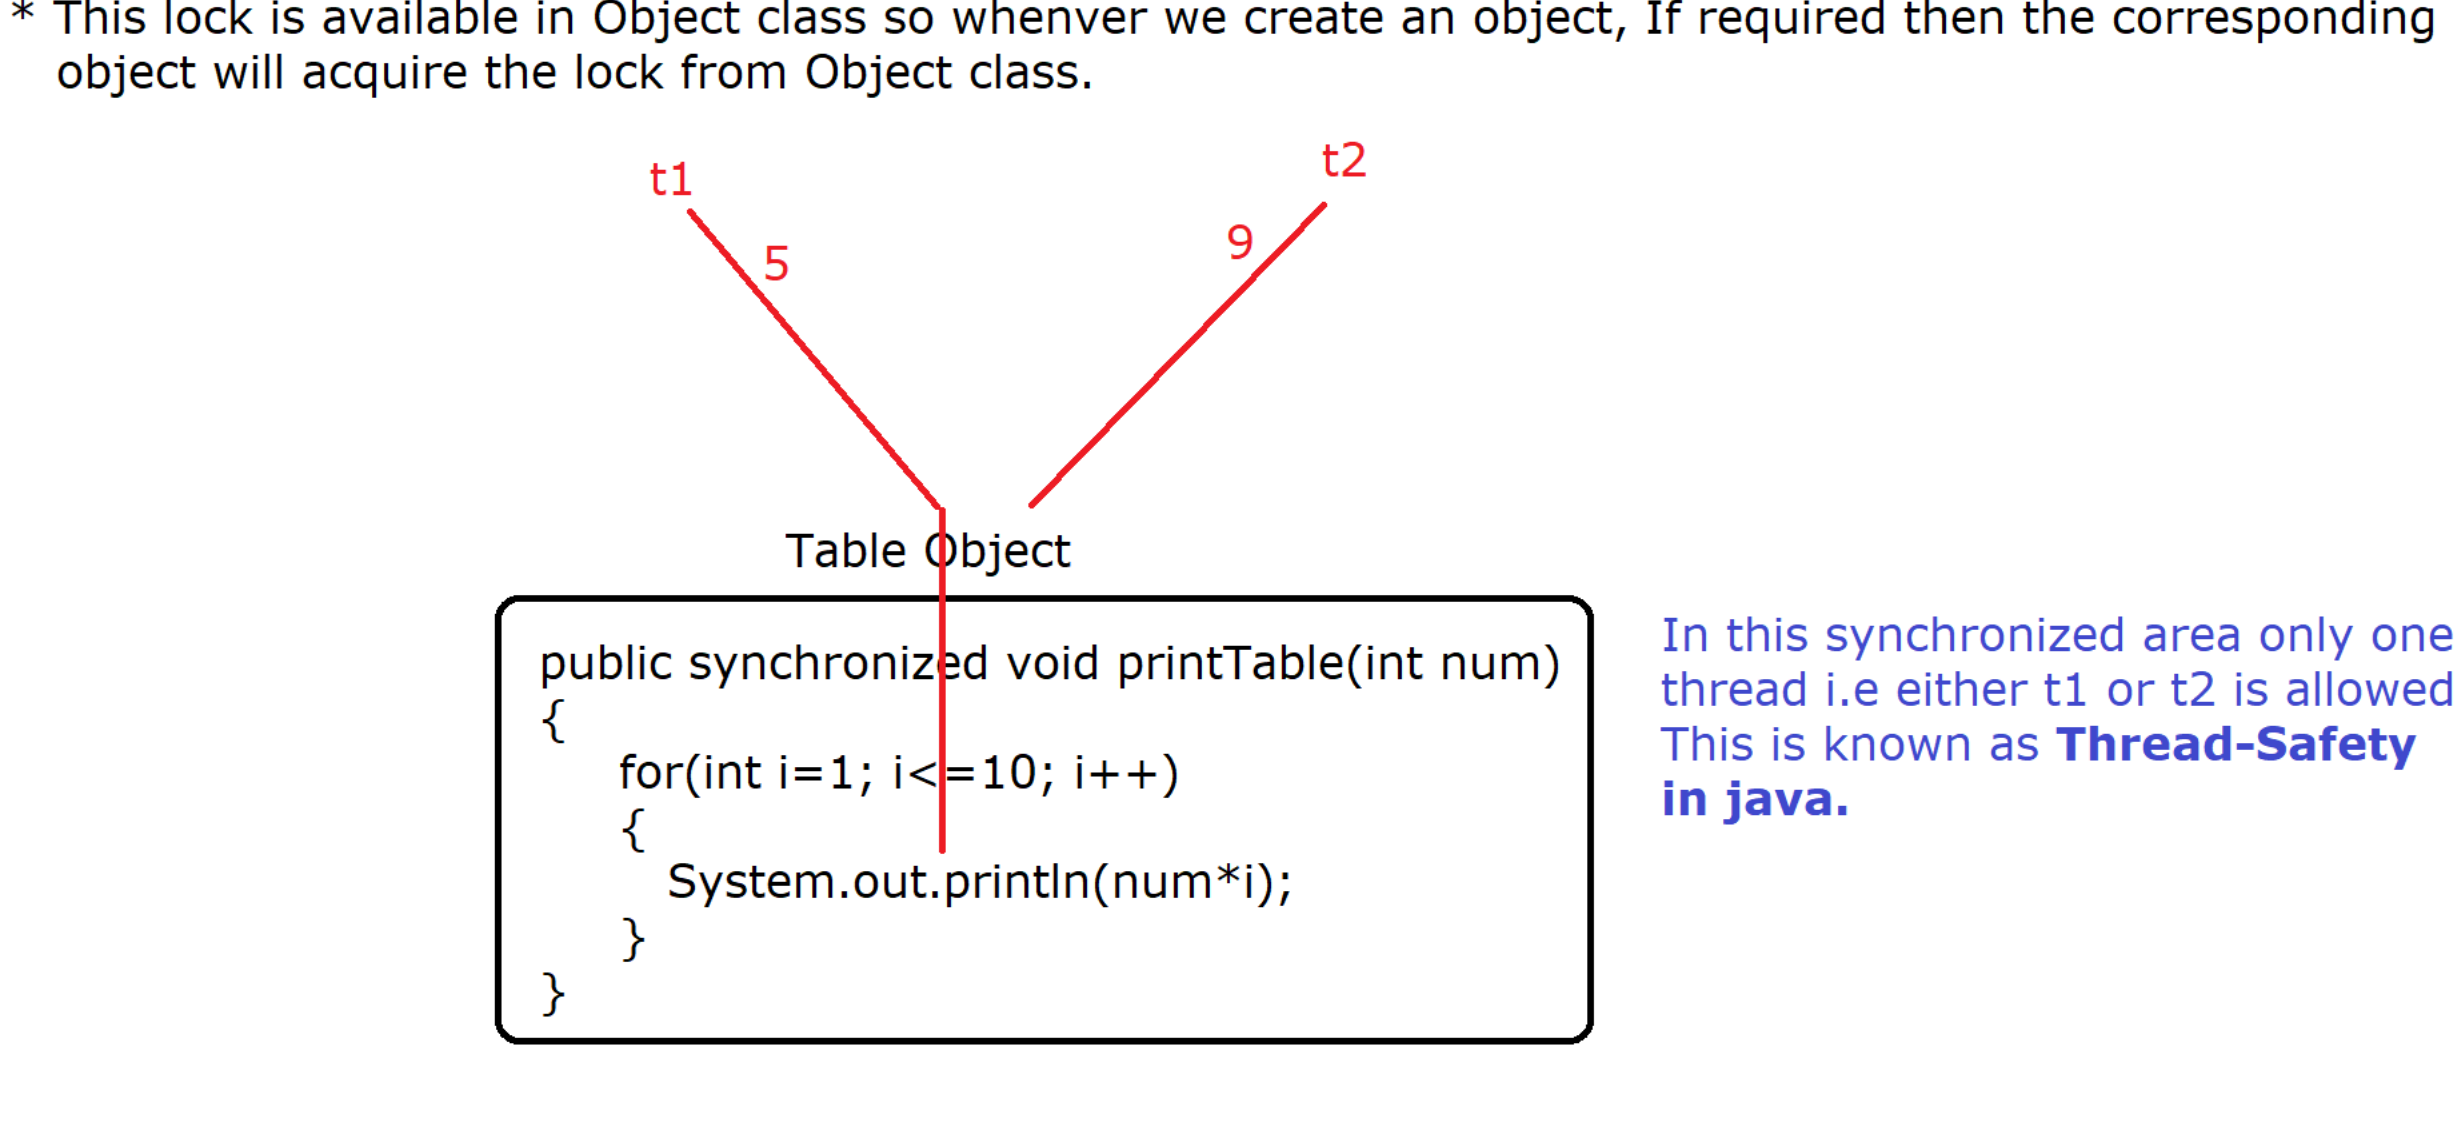 * This lock is available in Object class so whenver we create an object, If required then the corresponding
object will acquire the lock from Object class.
t1
t2
5
9
Table Object
public synchronized void printTable(int num)
{
for(int i=1; i<=10; i++)
{
System.out.println(num*i);
}
}
In this synchronized area only one
thread i.e either t1 or t2 is allowed
This is known as Thread-Safety
in java.